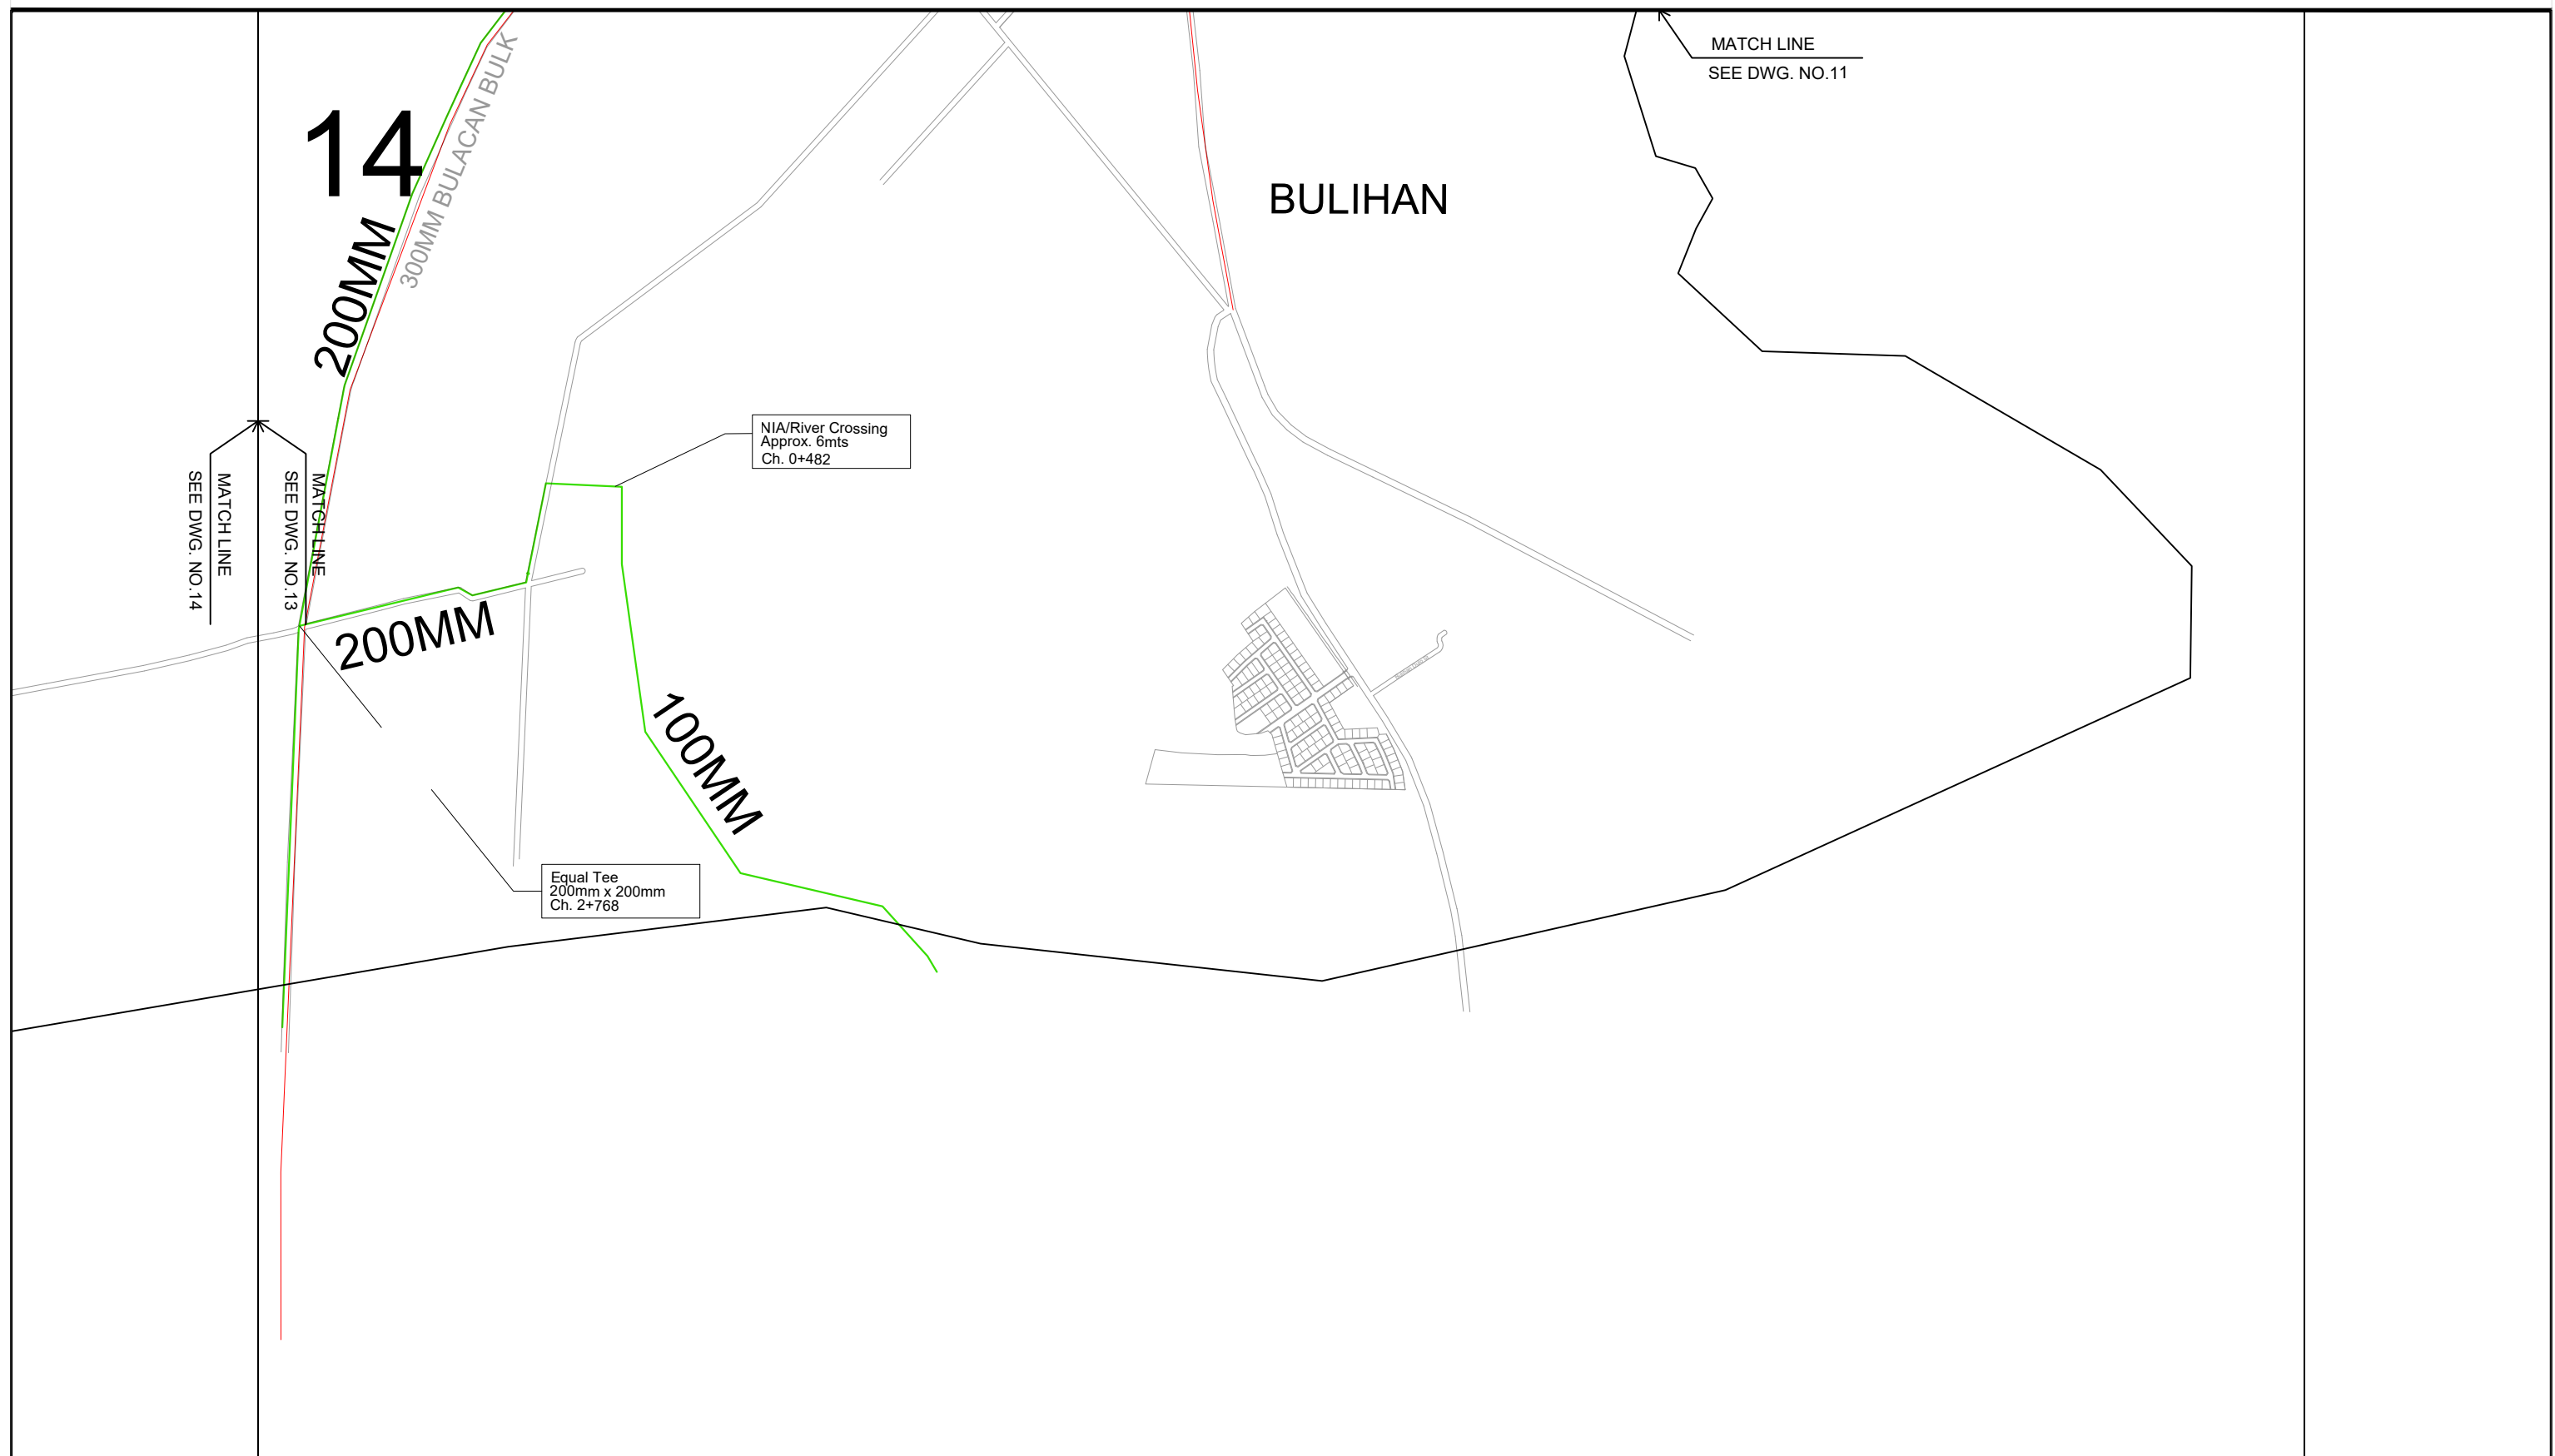 MATCH LINE
SEE DWG. NO.11
14
300MM BULACAN BULK
BULIHAN
200MM
NIA/River Crossing
Approx. 6mts
Ch. 0+482
MATCH LINE
SEE DWG. NO.14
MATCH LINE
SEE DWG. NO.13
200MM
100MM
Equal Tee
200mm x 200mm
Ch. 2+768